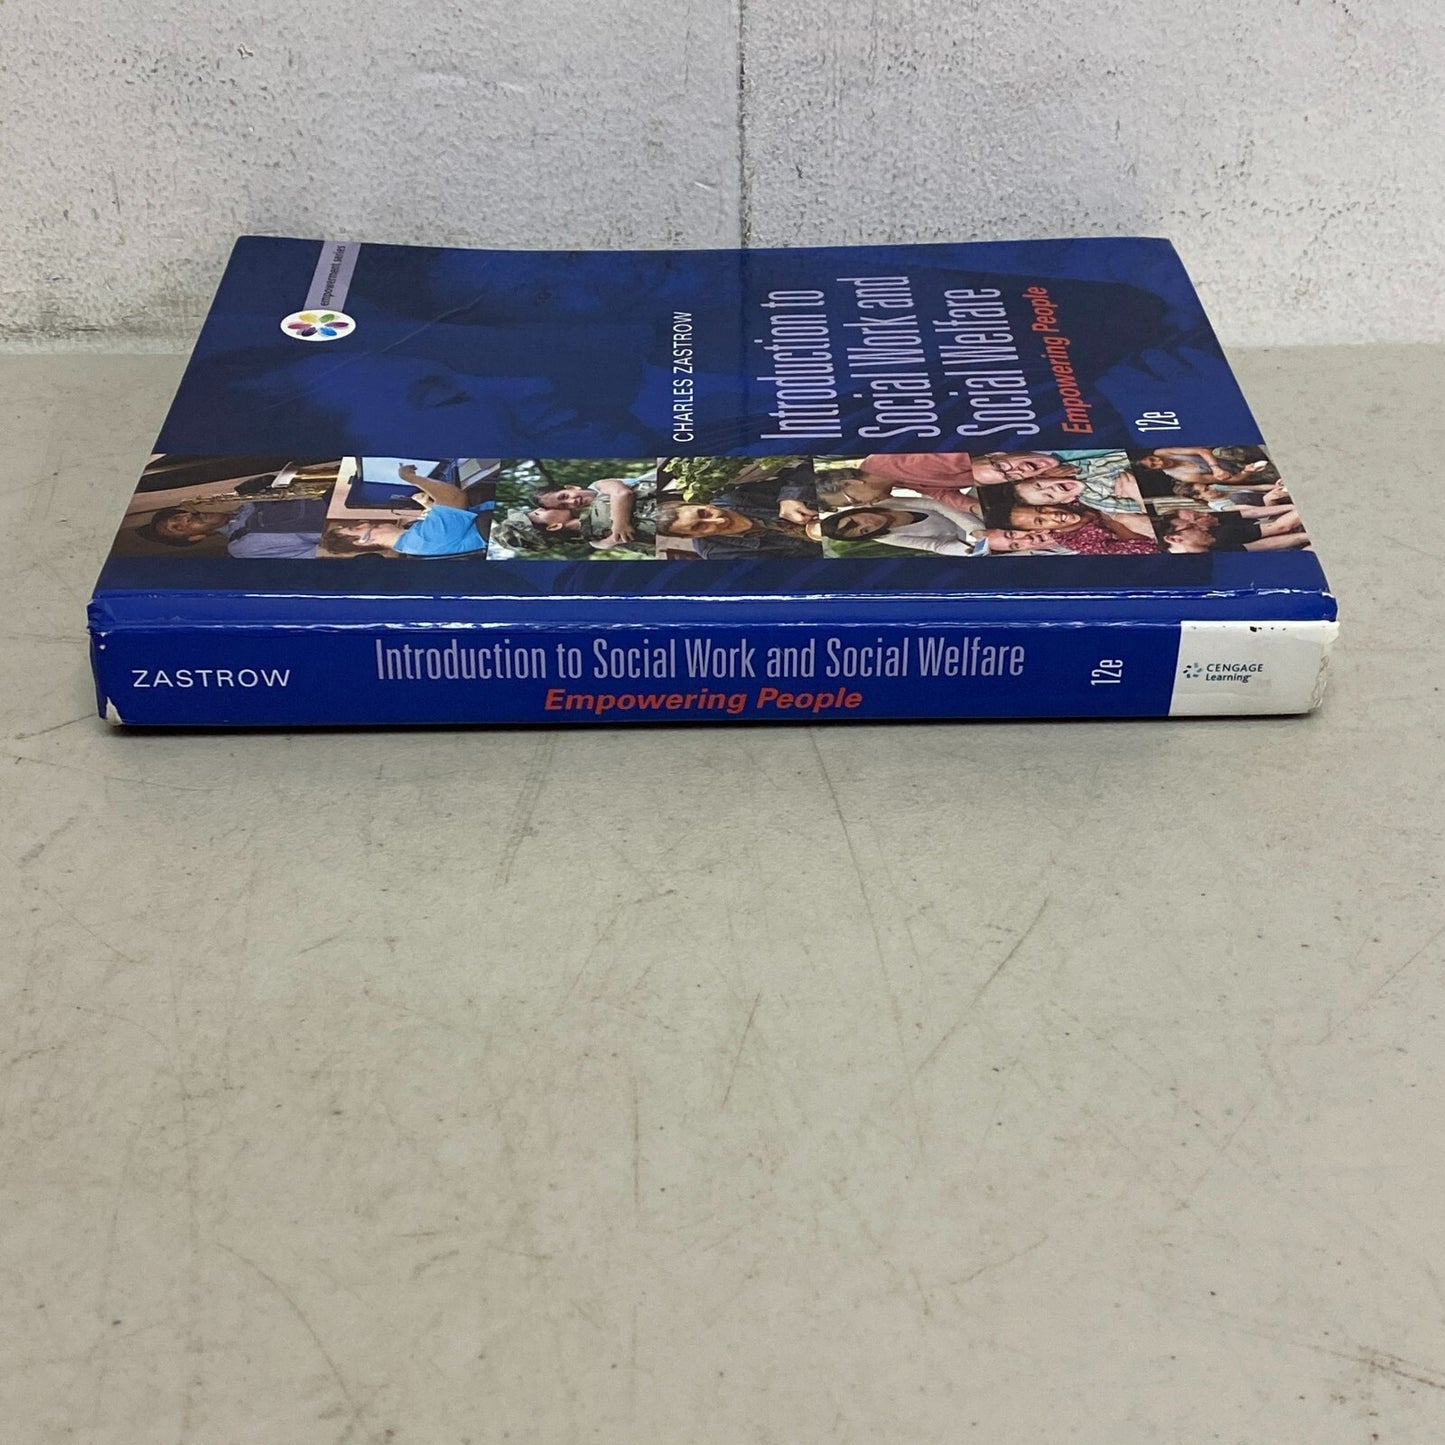 empowerment series
CHARLES ZASTROW
Introduction to
Social Work and
Social Welfare
Empowering People
12e
ZASTROW
Introduction to Social Work and Social Welfare
Empowering People
12e
CENGAGE
Learning